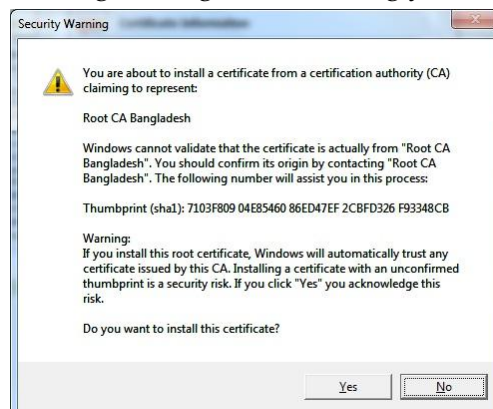 Security Warning
You are about to install a certificate from a certification authority (CA)
claiming to represent:
Root CA Bangladesh
Windows cannot validate that the certificate is actually from "Root CA
Bangladesh". You should confirm its origin by contacting "Root CA
Bangladesh". The following number will assist you in this process:
Thumbprint (sha1): 7103F809 04E85460 86ED47EF 2CBFD326 F93348CB
Warning:
If you install this root certificate, Windows will automatically trust any
certificate issued by this CA. Installing a certificate with an unconfirmed
thumbprint is a security risk. If you click "Yes" you acknowledge this
risk.
Do you want to install this certificate?
Yes
No